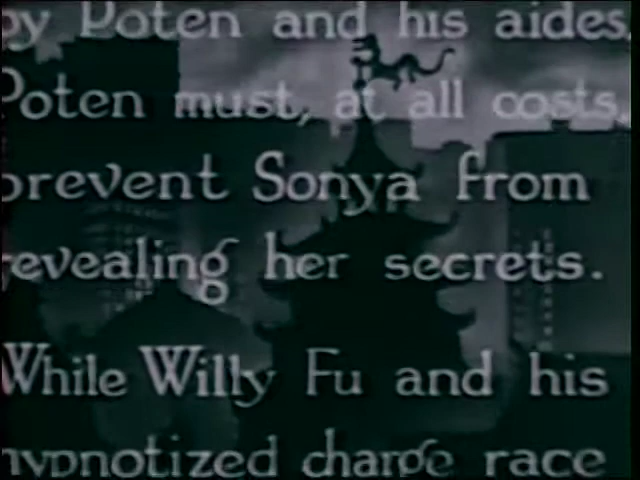 by Poten and his aides,
Poten must, at all costs,
prevent Sonya from
revealing her secrets.
While Willy Fu and his
hypnotized charge race